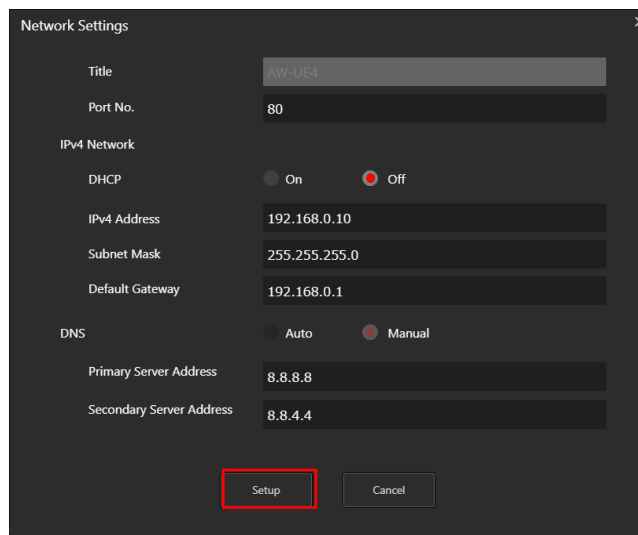 Network Settings
Title AW-UE4
Port No. 80
IPv4 Network
DHCP On Off
IPv4 Address 192.168.0.10
Subnet Mask 255.255.255.0
Default Gateway 192.168.0.1
DNS Auto Manual
Primary Server Address 8.8.8.8
Secondary Server Address 8.8.4.4
Setup Cancel